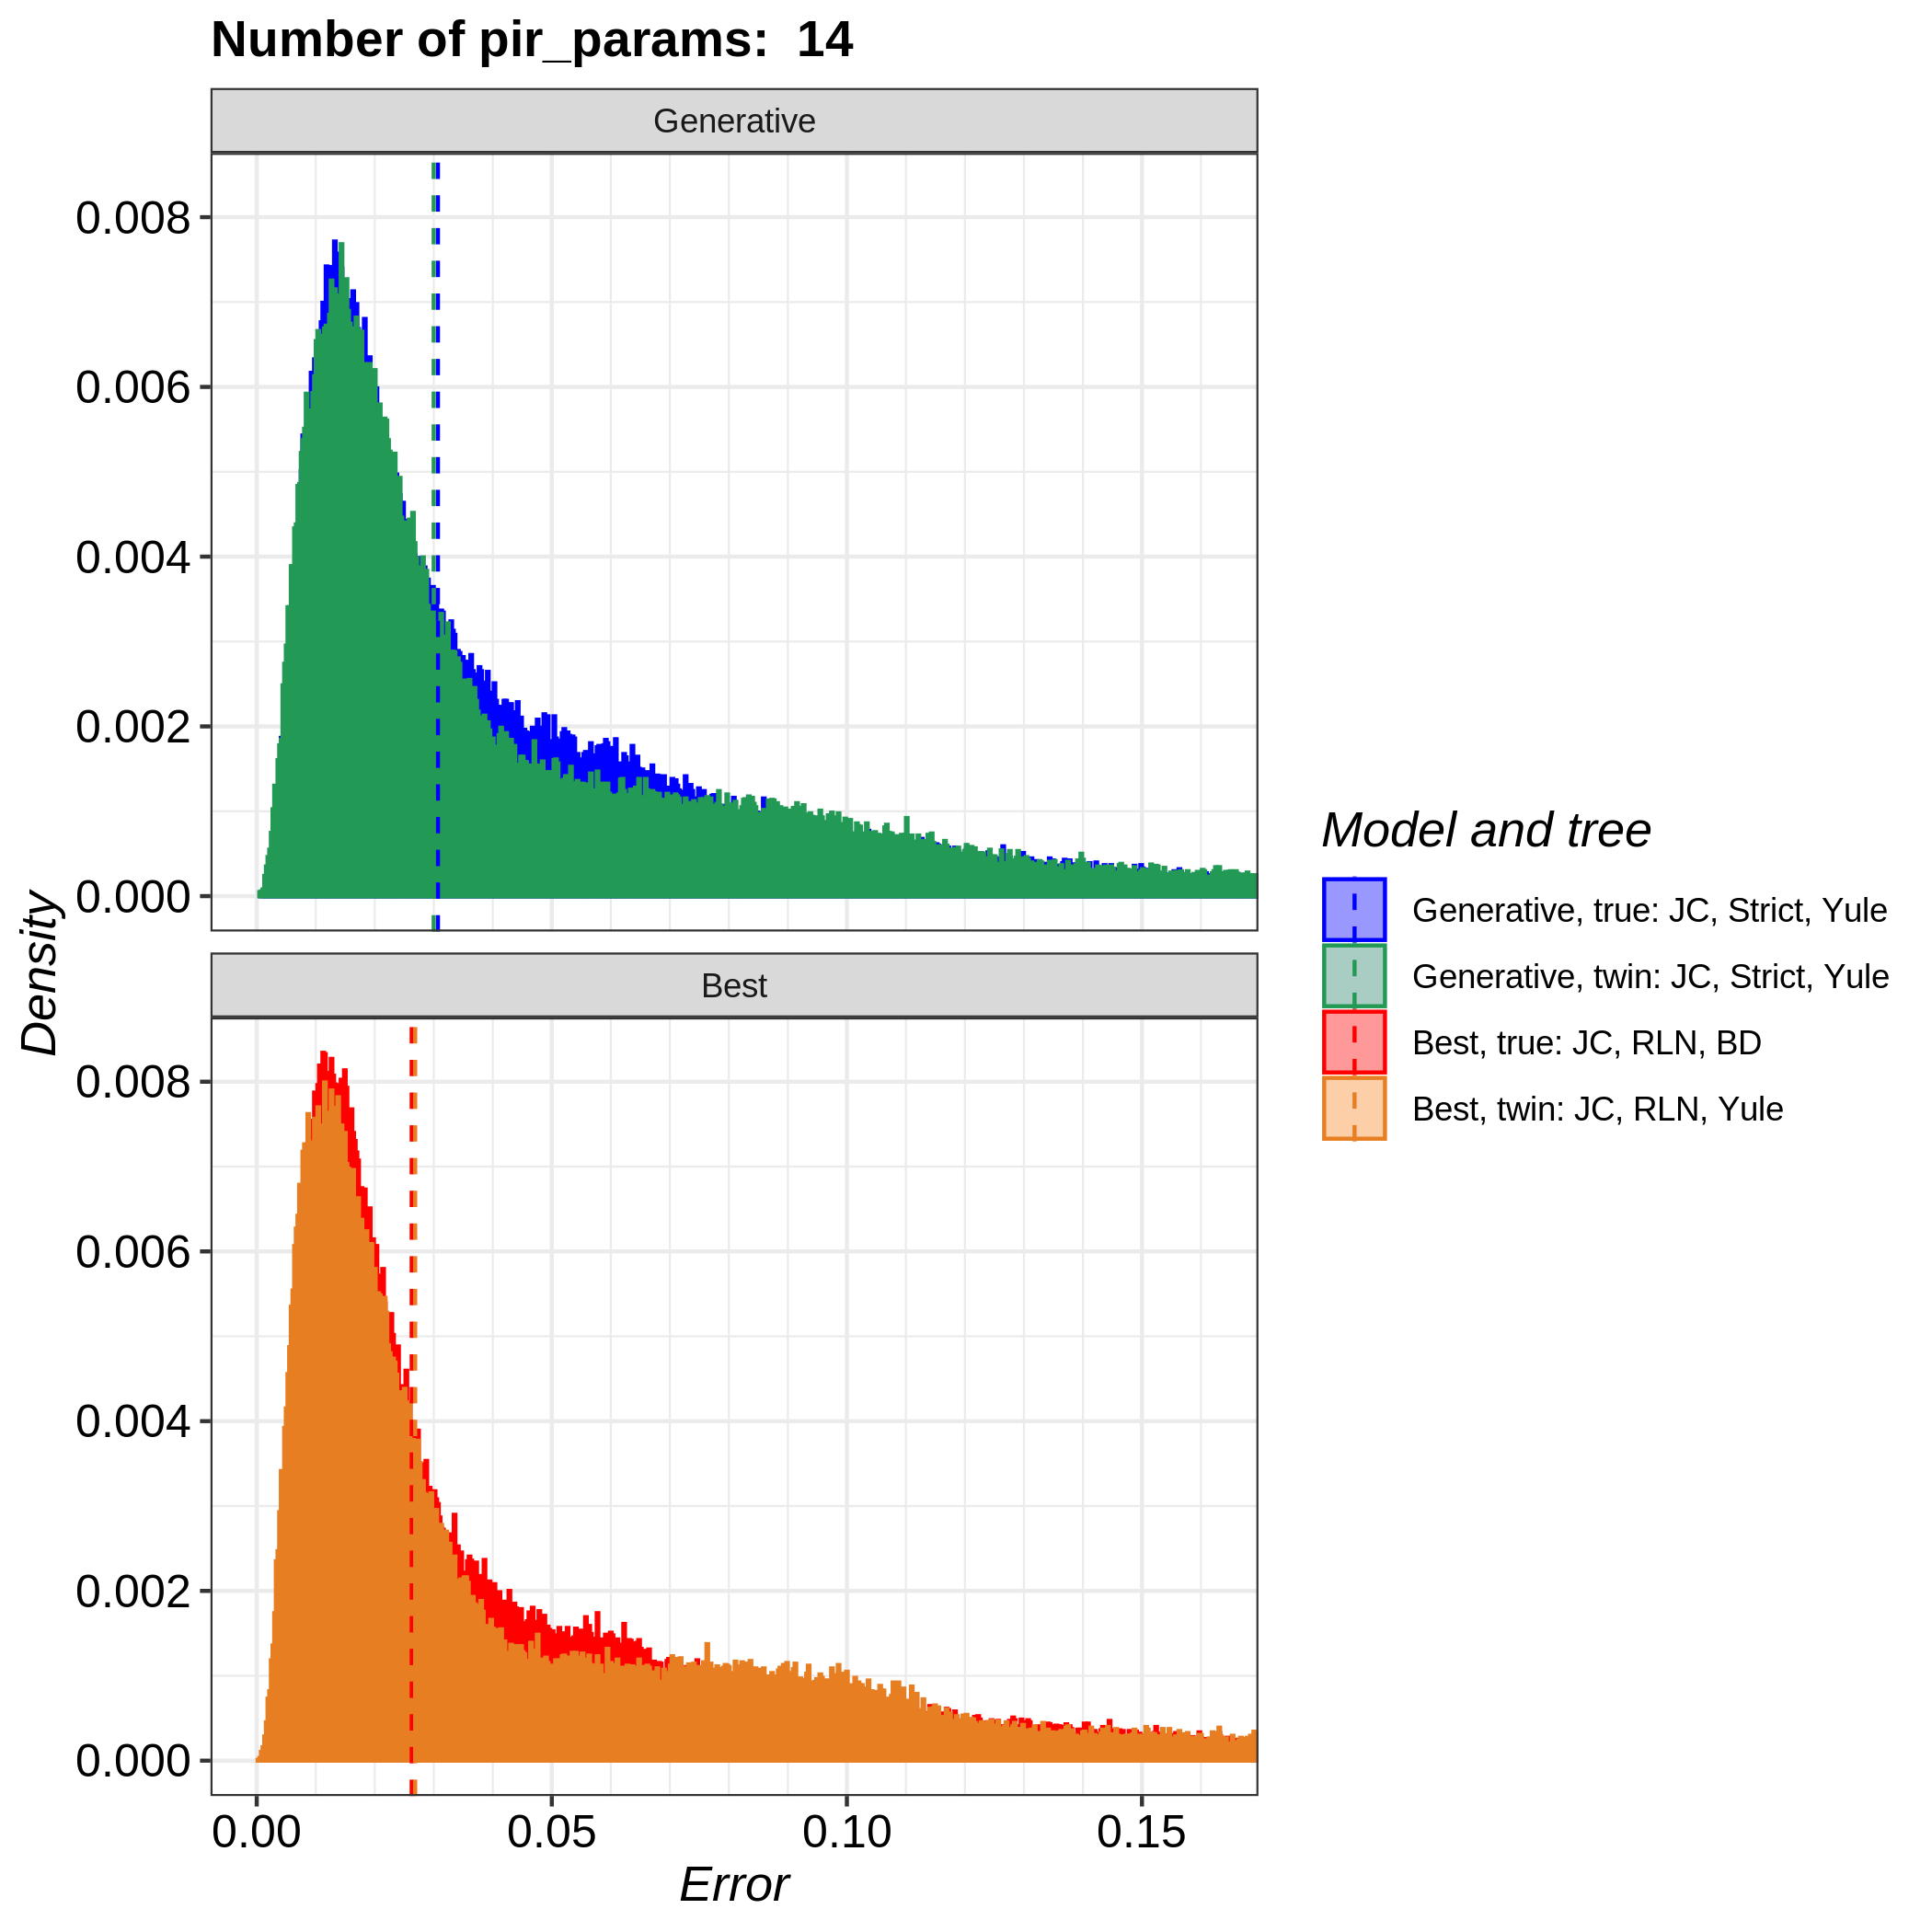 Number of pir_params:  14
Generative
0.008
0.006
0.004
0.002
0.000
Best
0.008
0.006
0.004
0.002
0.000
0.00 0.05 0.10 0.15
Error
Density
Model and tree
Generative, true: JC, Strict, Yule
Generative, twin: JC, Strict, Yule
Best, true: JC, RLN, BD
Best, twin: JC, RLN, Yule